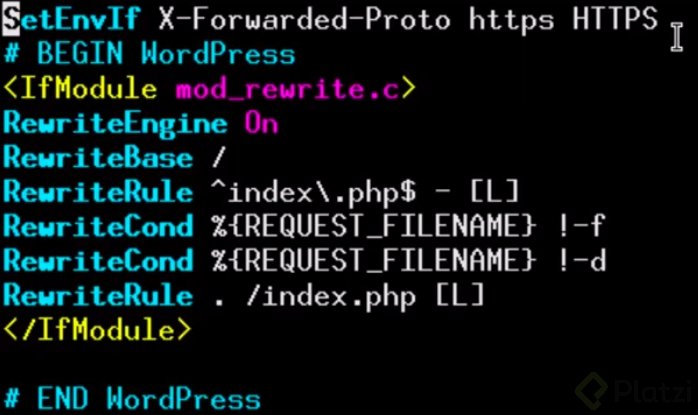 SetEnvIf X-Forwarded-Proto https HTTPS
# BEGIN WordPress
<IfModule mod_rewrite.c>
RewriteEngine On
RewriteBase /
RewriteRule ^index\.php$ - [L]
RewriteCond %{REQUEST_FILENAME} !-f
RewriteCond %{REQUEST_FILENAME} !-d
RewriteRule . /index.php [L]
</IfModule>
# END WordPress
Platzi